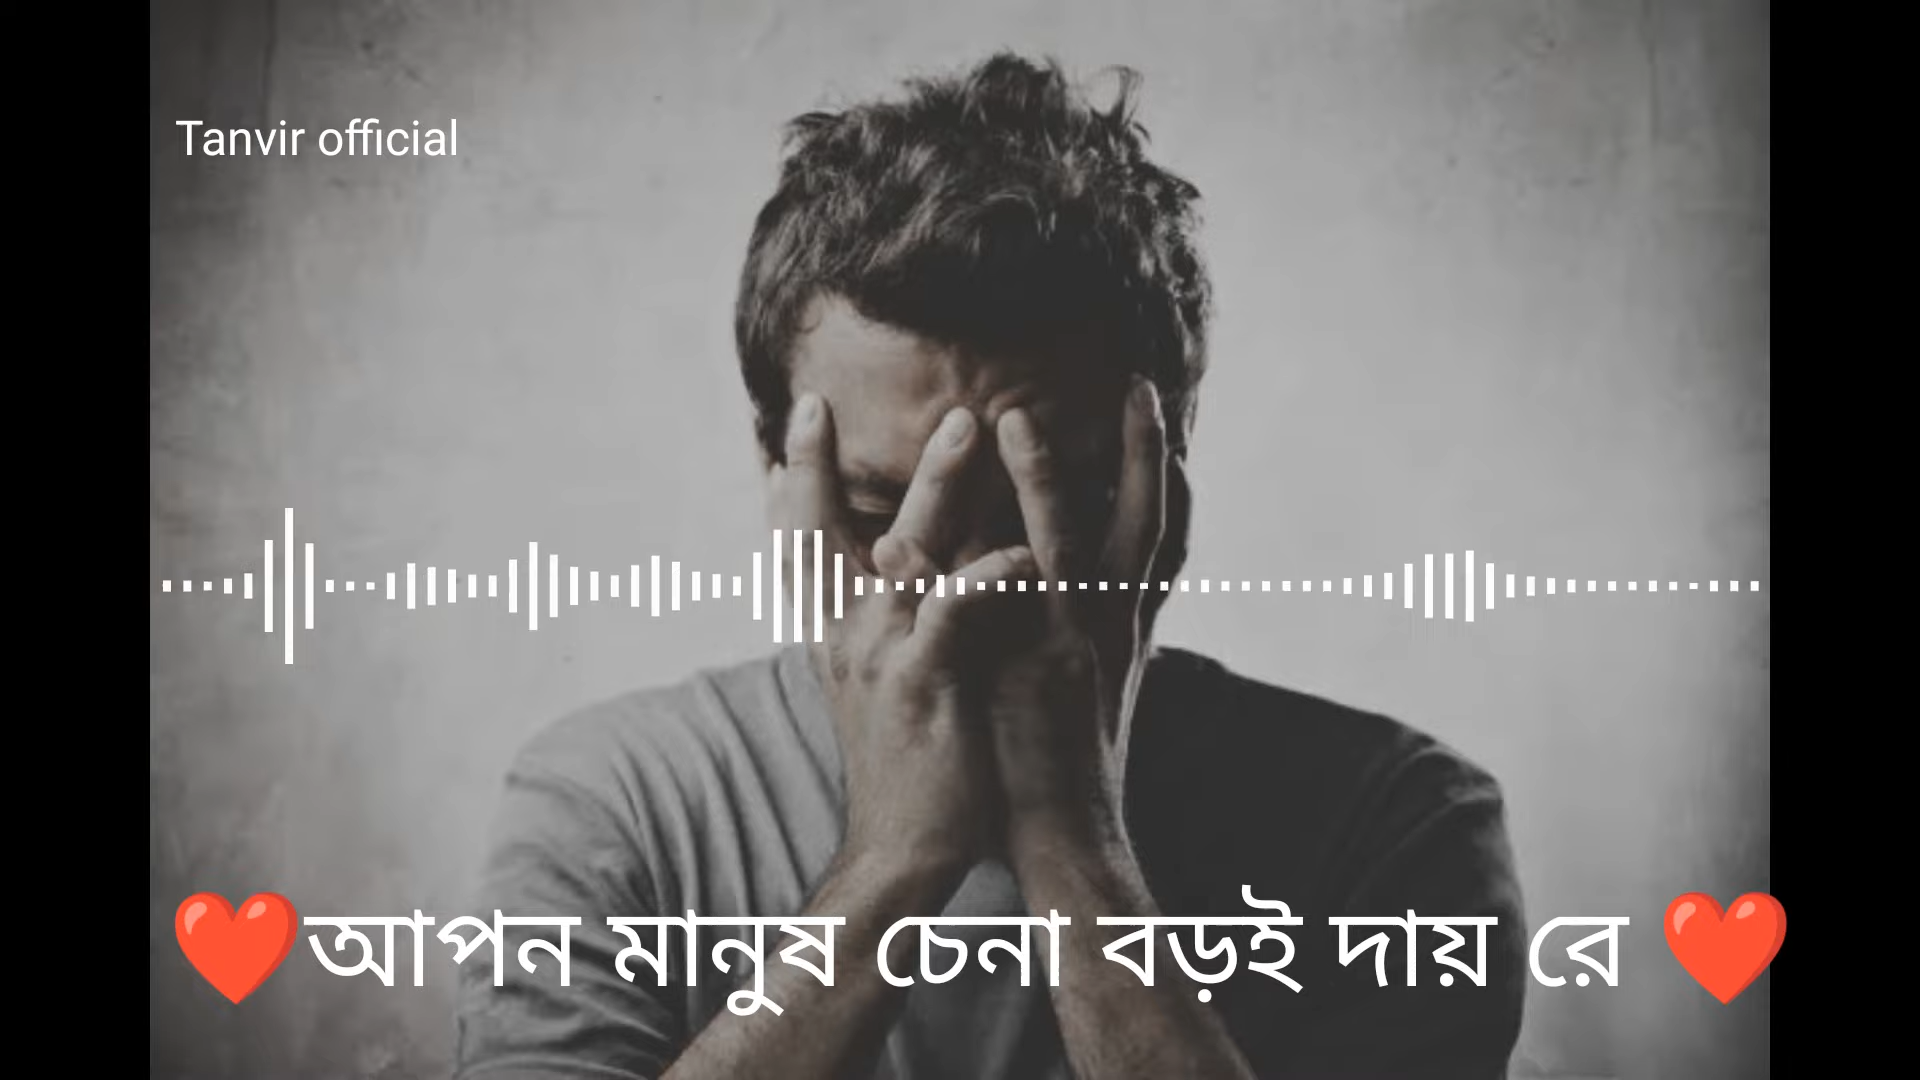 Tanvir official
❤️আপন মানুষ চেনা বড়ই দায় রে ❤️